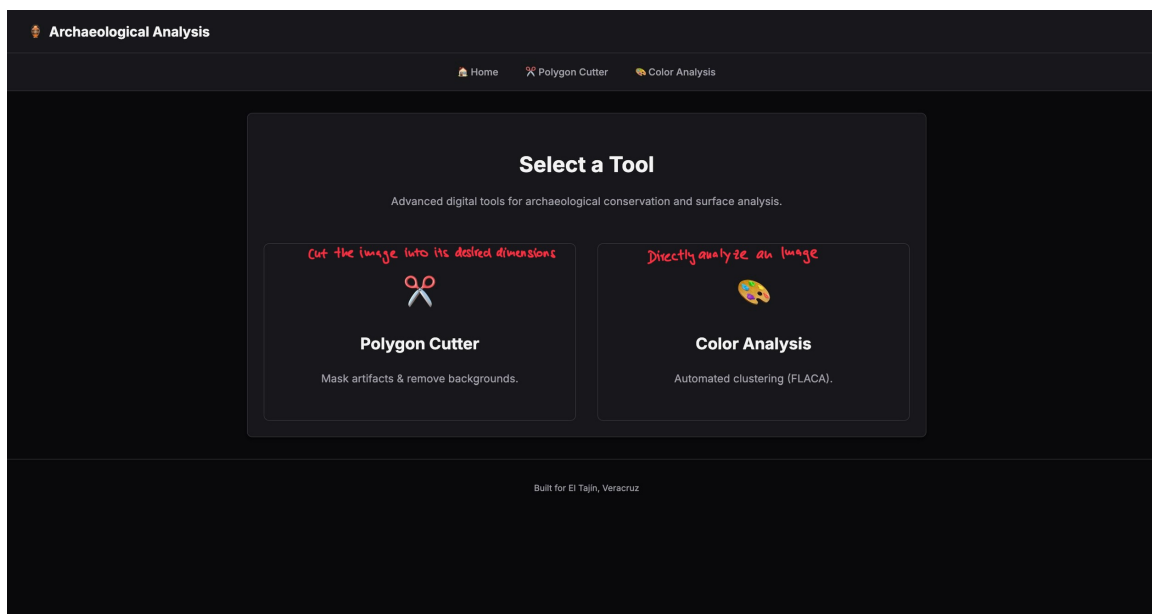 Archaeological Analysis
Home Polygon Cutter Color Analysis
Select a Tool
Advanced digital tools for archaeological conservation and surface analysis.
Cut the image into its desired dimensions
Polygon Cutter
Mask artifacts & remove backgrounds.
Directly analyze an Image
Color Analysis
Automated clustering (FLACA).
Built for El Tajín, Veracruz